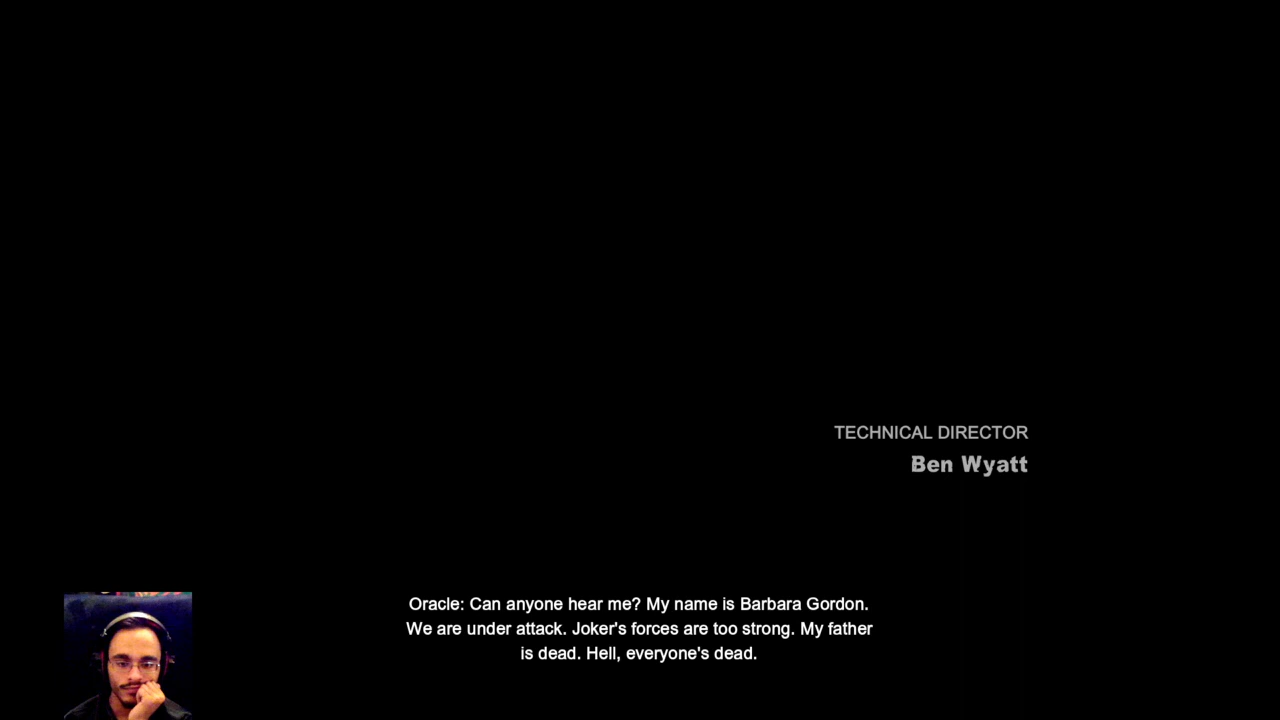 TECHNICAL DIRECTOR
Ben Wyatt
Oracle: Can anyone hear me? My name is Barbara Gordon.
We are under attack. Joker's forces are too strong. My father
is dead. Hell, everyone's dead.